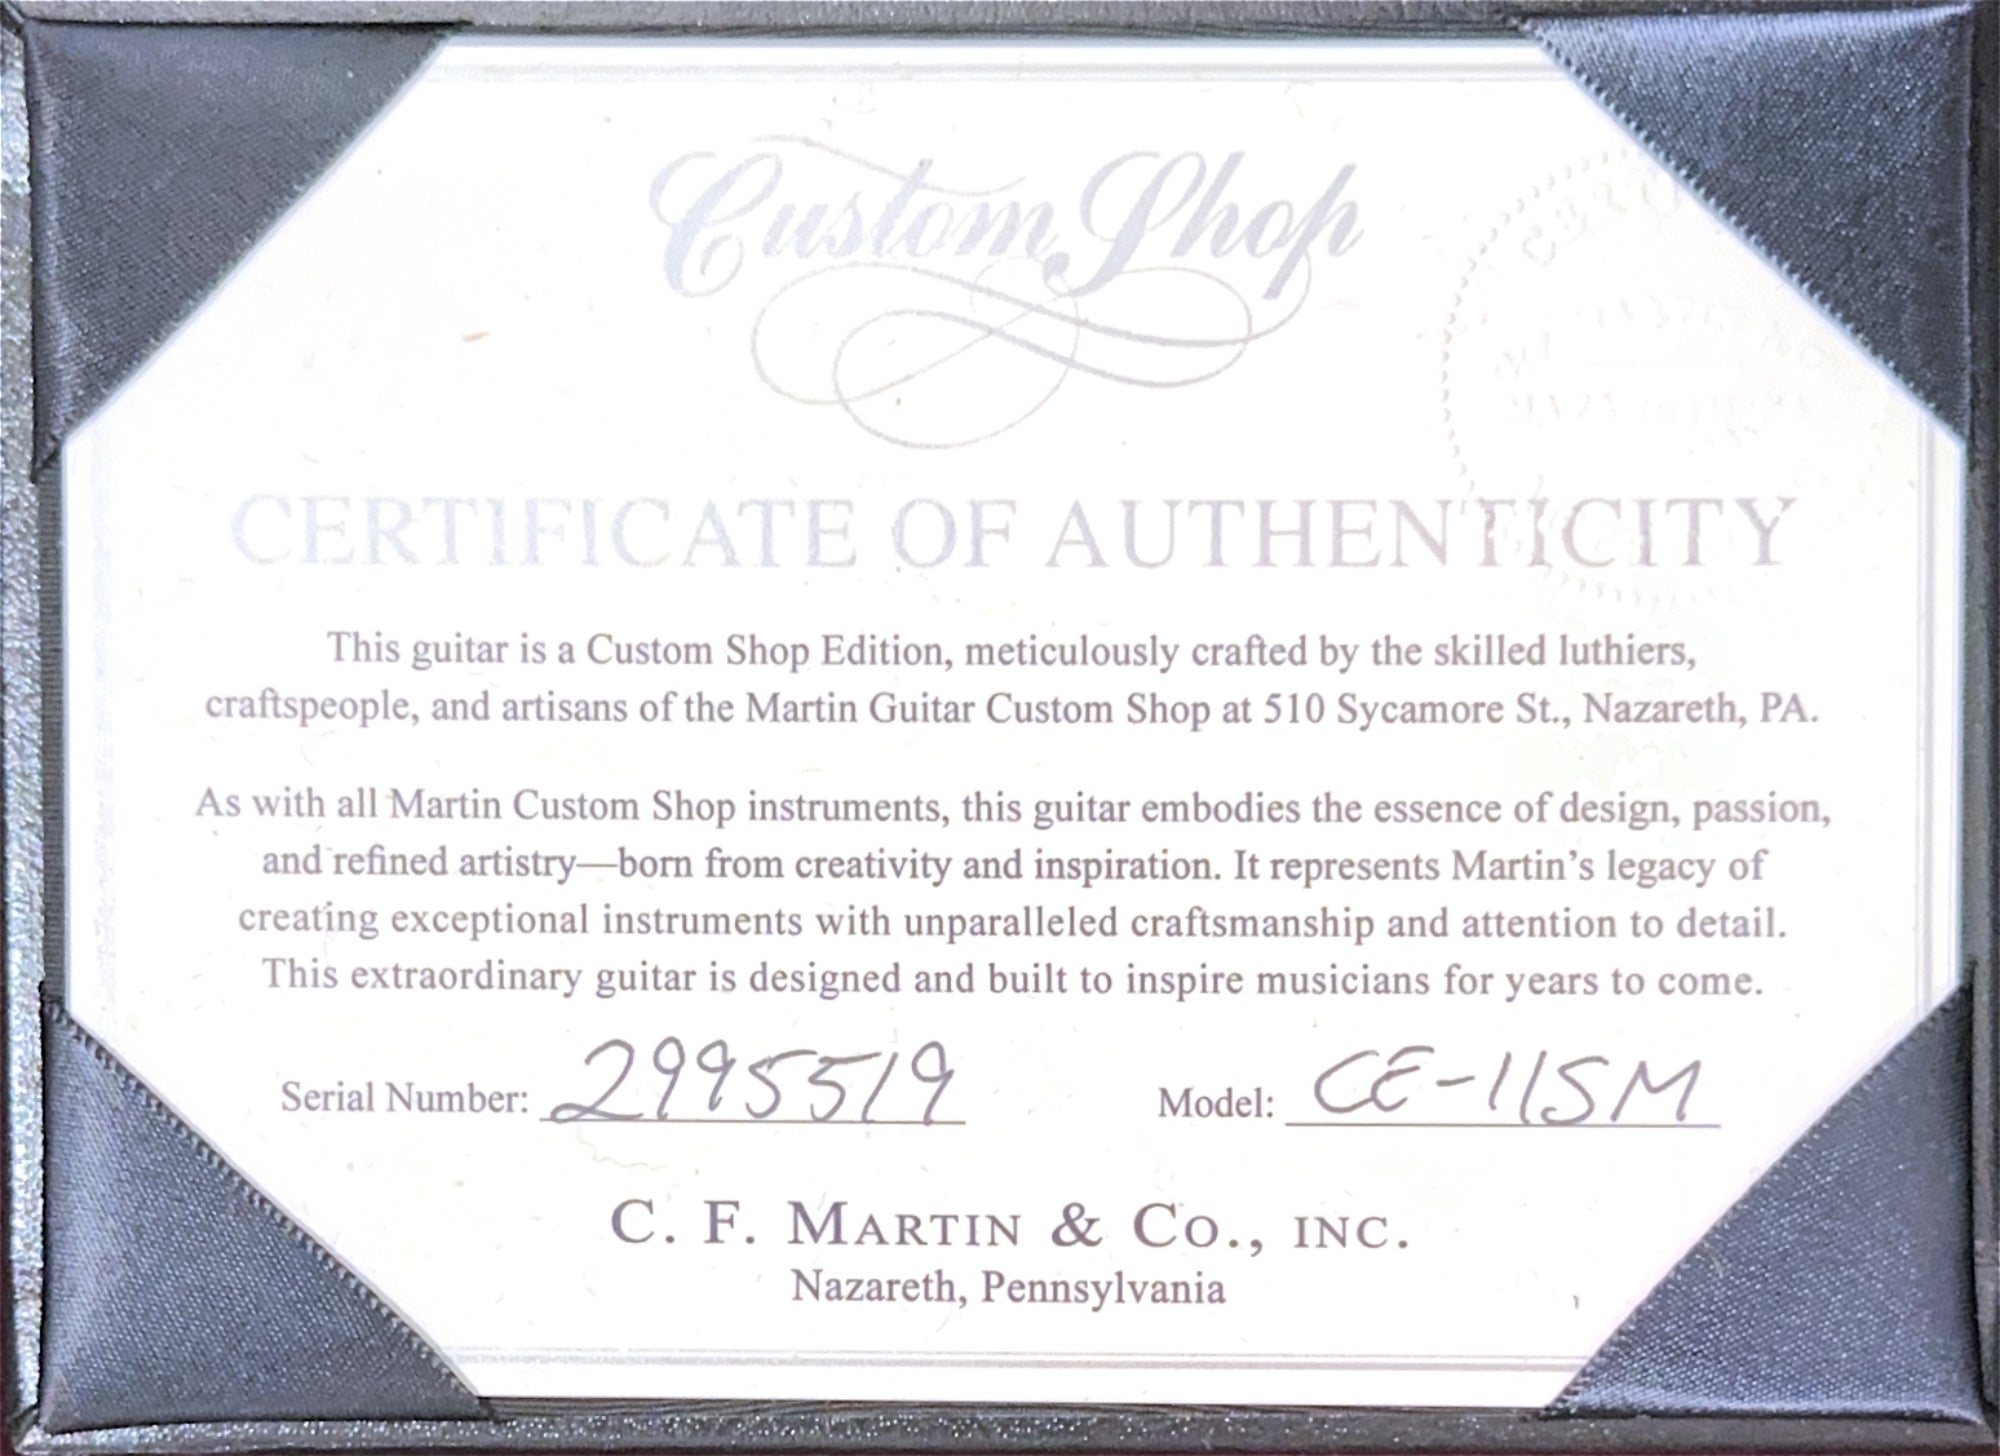 Custom Shop
CERTIFICATE OF AUTHENTICITY
This guitar is a Custom Shop Edition, meticulously crafted by the skilled luthiers,
craftspeople, and artisans of the Martin Guitar Custom Shop at 510 Sycamore St., Nazareth, PA.
As with all Martin Custom Shop instruments, this guitar embodies the essence of design, passion,
and refined artistry—born from creativity and inspiration. It represents Martin’s legacy of
creating exceptional instruments with unparalleled craftsmanship and attention to detail.
This extraordinary guitar is designed and built to inspire musicians for years to come.
Serial Number: 2995519 Model: CE-11SM
C. F. MARTIN & CO., INC.
Nazareth, Pennsylvania